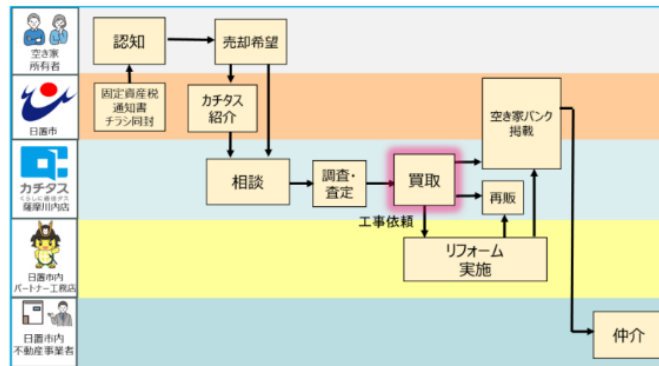 空き家
所有者
認知
売却希望
日置市
固定資産税
通知書
チラシ同封
カチタス
紹介
空き家バンク
掲載
カチタス
くらしに最適タス
薩摩川内店
相談
調査・
査定
買取
再販
工事依頼
日置市内
パートナー工務店
リフォーム
実施
日置市内
不動産事業者
仲介